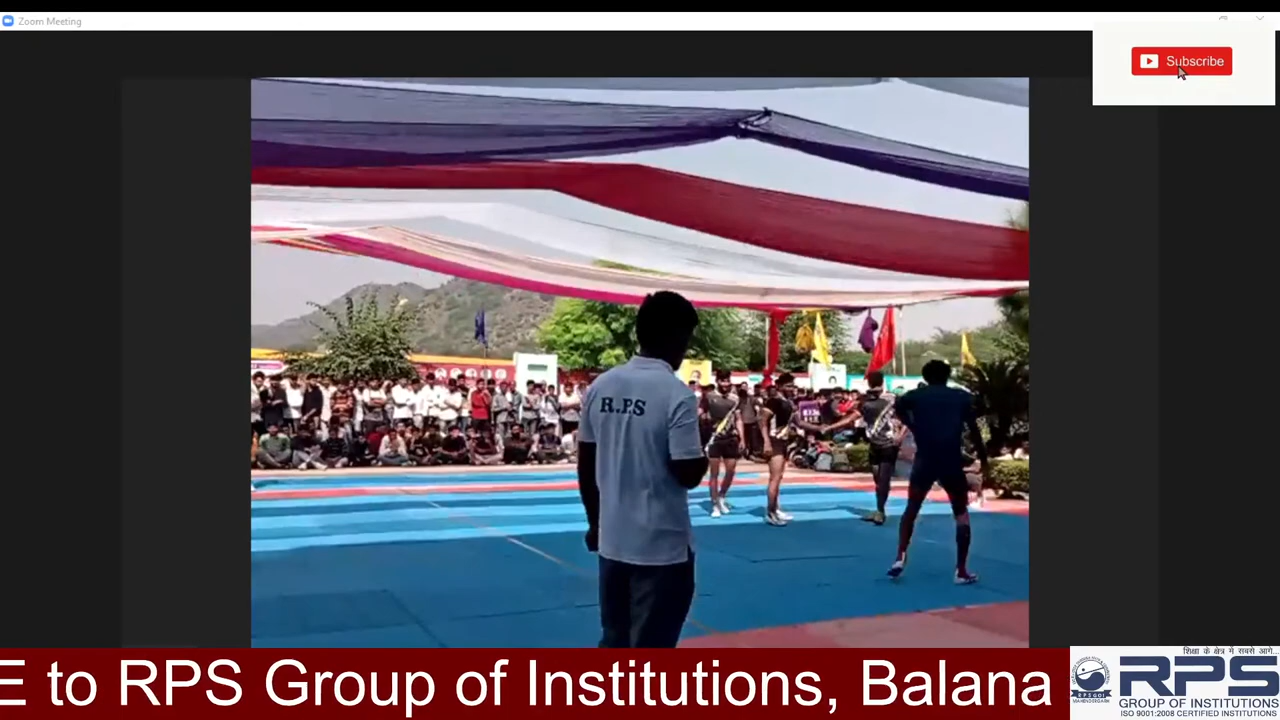 Zoom Meeting
Subscribe
R.P.S
E to RPS Group of Institutions, Balana
शिक्षा के क्षेत्र में सबसे आगे...
RPS
GROUP OF INSTITUTIONS
ISO 9001:2008 CERTIFIED INSTITUTIONS